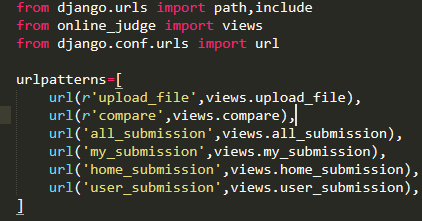 from django.urls import path,include
from online_judge import views
from django.conf.urls import url
urlpatterns=[
url(r'upload_file',views.upload_file),
url(r'compare',views.compare),
url('all_submission',views.all_submission),
url('my_submission',views.my_submission),
url('home_submission',views.home_submission),
url('user_submission',views.user_submission),
]